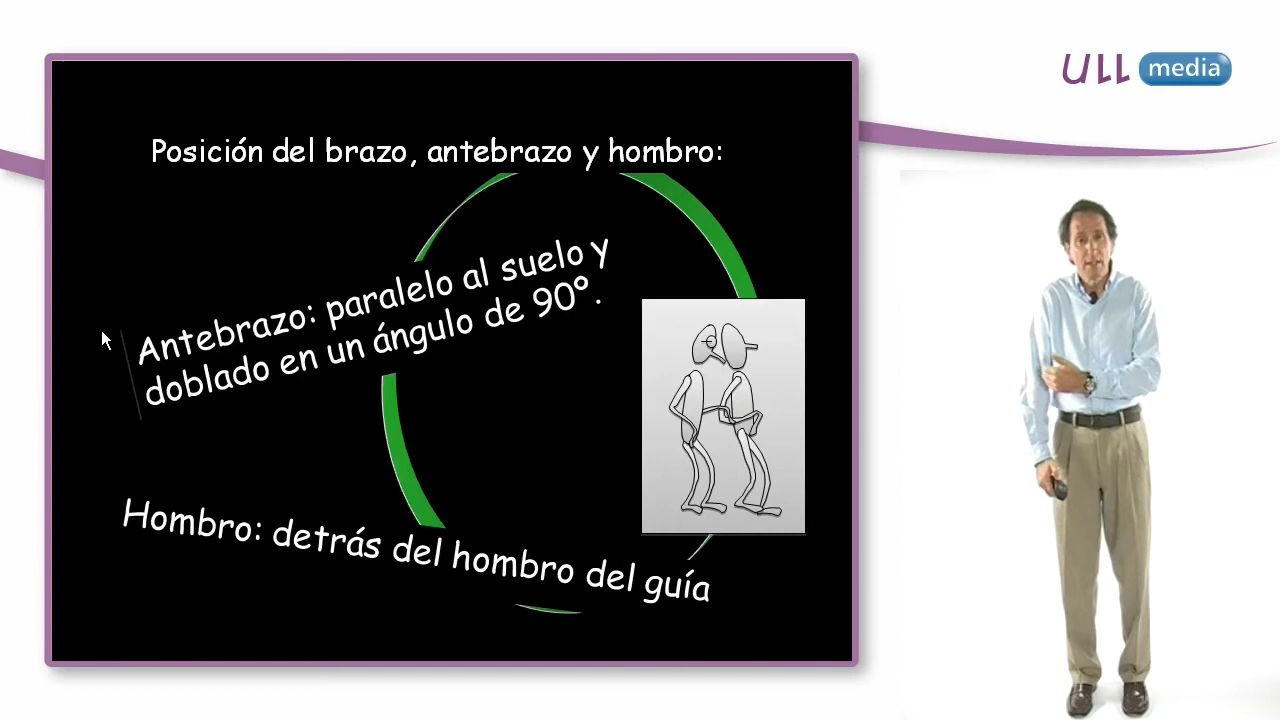 ULL media
Posición del brazo, antebrazo y hombro:
Antebrazo: paralelo al suelo y
doblado en un ángulo de 90º.
Hombro: detrás del hombro del guía